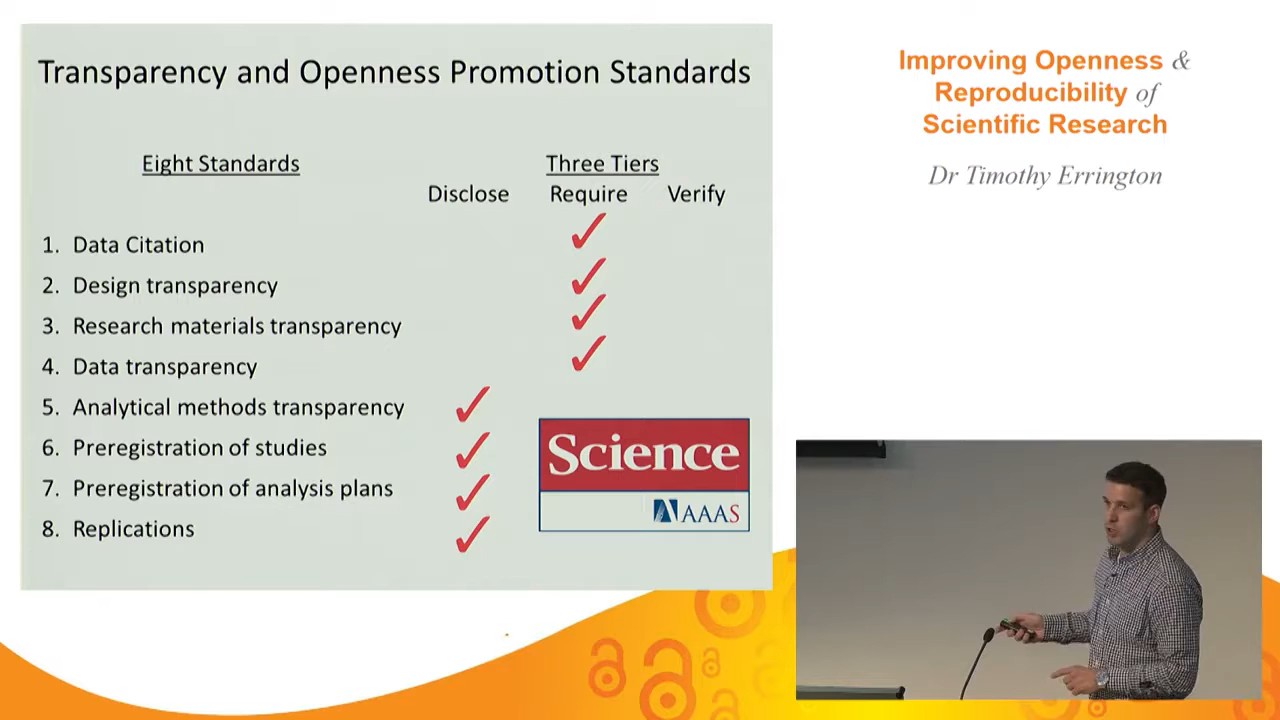 Transparency and Openness Promotion Standards
Eight Standards
Three Tiers
Disclose Require Verify
1. Data Citation
2. Design transparency
3. Research materials transparency
4. Data transparency
5. Analytical methods transparency
6. Preregistration of studies
7. Preregistration of analysis plans
8. Replications
Science
AAAS
Improving Openness &
Reproducibility of
Scientific Research
Dr Timothy Errington